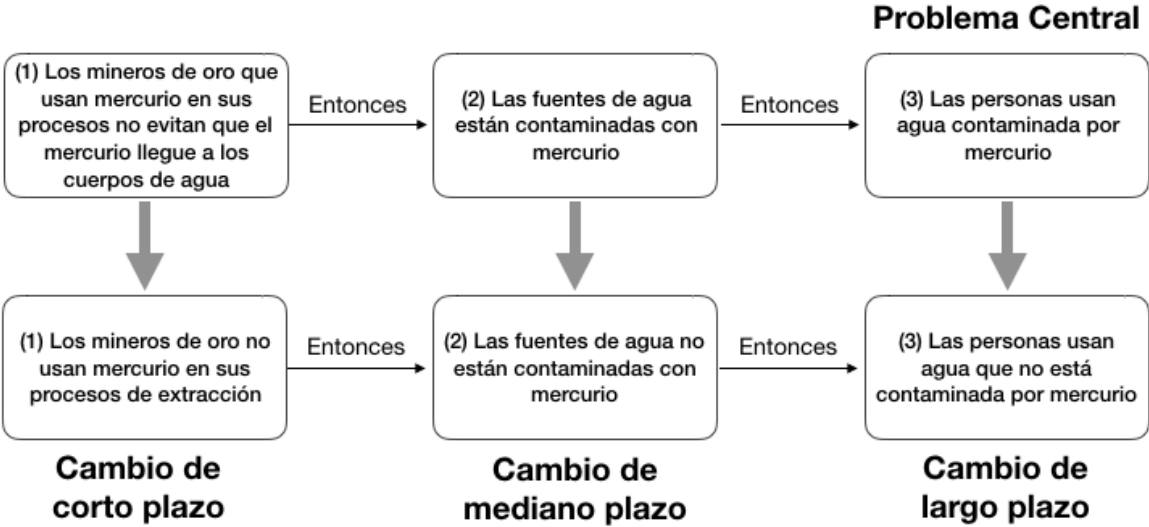 Problema Central
(1) Los mineros de oro que
usan mercurio en sus
procesos no evitan que el
mercurio llegue a los
cuerpos de agua
Entonces
(2) Las fuentes de agua
están contaminadas con
mercurio
Entonces
(3) Las personas usan
agua contaminada por
mercurio
(1) Los mineros de oro no
usan mercurio en sus
procesos de extracción
Entonces
(2) Las fuentes de agua no
están contaminadas con
mercurio
Entonces
(3) Las personas usan
agua que no está
contaminada por mercurio
Cambio de
corto plazo
Cambio de
mediano plazo
Cambio de
largo plazo